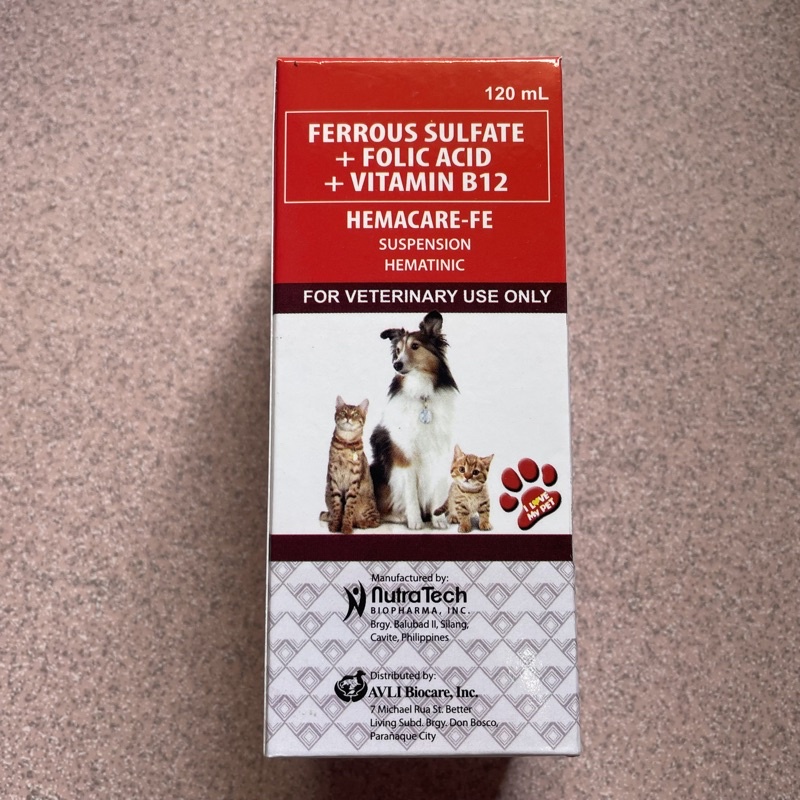 120 mL
FERROUS SULFATE
+ FOLIC ACID
+ VITAMIN B12
HEMACARE-FE
SUSPENSION
HEMATINIC
FOR VETERINARY USE ONLY
I LOVE
MY PET
Manufactured by:
NutraTech
BIOPHARMA, INC.
Brgy. Balubad II, Silang,
Cavite, Philippines
Distributed by:
AVLI Biocare, Inc.
7 Michael Rua St. Better
Living Subd. Brgy. Don Bosco,
Paranaque City